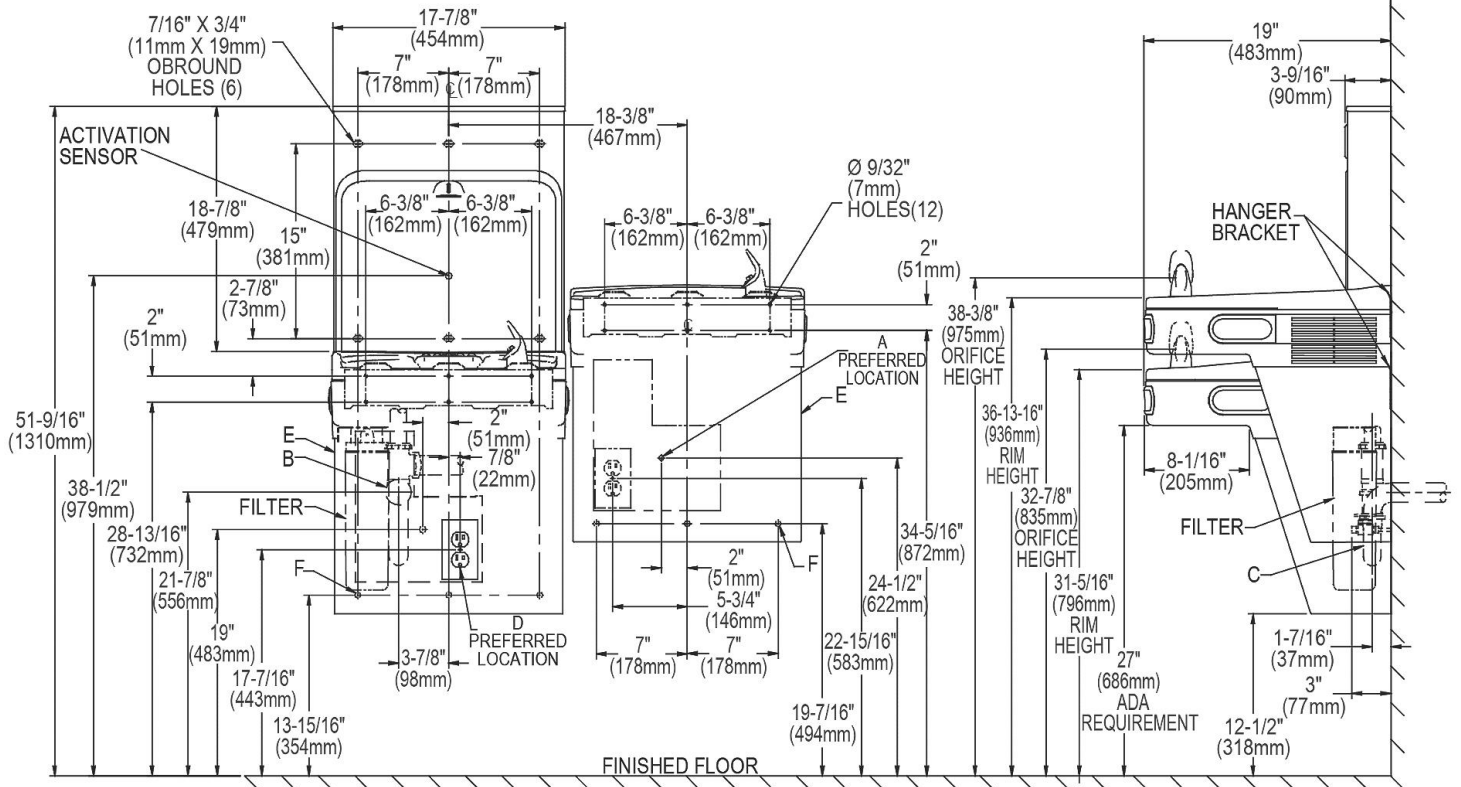 7/16" X 3/4"
(11mm X 19mm)
OBROUND
HOLES (6)
17-7/8"
(454mm)
7"
(178mm)
7"
(178mm)
℄
18-3/8"
(467mm)
ACTIVATION
SENSOR
18-7/8"
(479mm)
15"
(381mm)
2-7/8"
(73mm)
2"
(51mm)
6-3/8"
(162mm)
6-3/8"
(162mm)
6-3/8"
(162mm)
6-3/8"
(162mm)
Ø 9/32"
(7mm)
HOLES(12)
2"
(51mm)
℄
A
PREFERRED
LOCATION
E
51-9/16"
(1310mm)
38-1/2"
(979mm)
28-13/16"
(732mm)
21-7/8"
(556mm)
19"
(483mm)
17-7/16"
(443mm)
13-15/16"
(354mm)
E
B
FILTER
F
2"
(51mm)
7/8"
(22mm)
D
PREFERRED
LOCATION
3-7/8"
(98mm)
F
2"
(51mm)
5-3/4"
(146mm)
7"
(178mm)
7"
(178mm)
34-5/16"
(872mm)
24-1/2"
(622mm)
22-15/16"
(583mm)
19-7/16"
(494mm)
FINISHED FLOOR
19"
(483mm)
3-9/16"
(90mm)
HANGER
BRACKET
38-3/8"
(975mm)
ORIFICE
HEIGHT
36-13-16"
(936mm)
RIM
HEIGHT
32-7/8"
(835mm)
ORIFICE
HEIGHT
31-5/16"
(796mm)
RIM
HEIGHT
27"
(686mm)
ADA
REQUIREMENT
8-1/16"
(205mm)
FILTER
C
1-7/16"
(37mm)
3"
(77mm)
12-1/2"
(318mm)